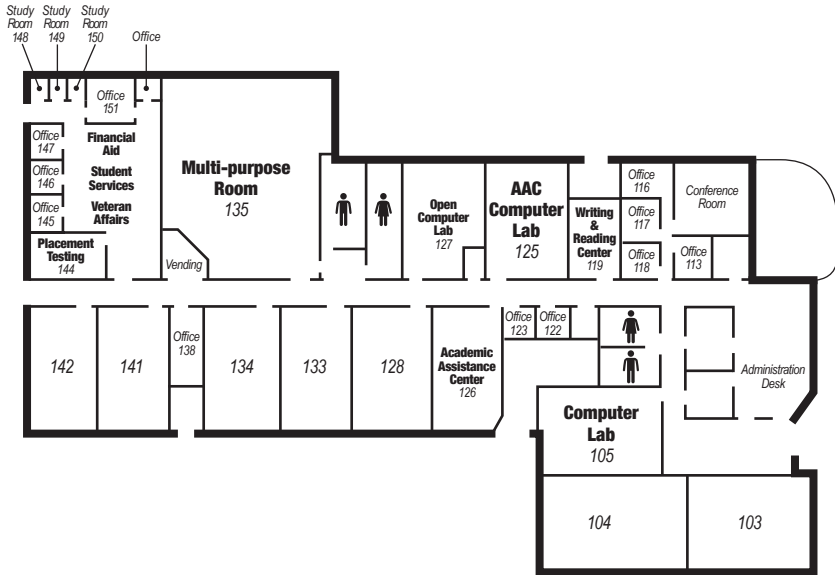 Study
Room
148
Study
Room
149
Study
Room
150
Office
Office
151
Office
147
Financial
Aid
Student
Services
Veteran
Affairs
Office
146
Office
145
Placement
Testing
144
Multi-purpose
Room
135
Vending
Open
Computer
Lab
127
AAC
Computer
Lab
125
Writing
&
Reading
Center
119
Office
116
Office
117
Office
118
Conference
Room
Office
113
142
141
Office
138
134
133
128
Academic
Assistance
Center
126
Office
123
Office
122
Administration
Desk
Computer
Lab
105
104
103